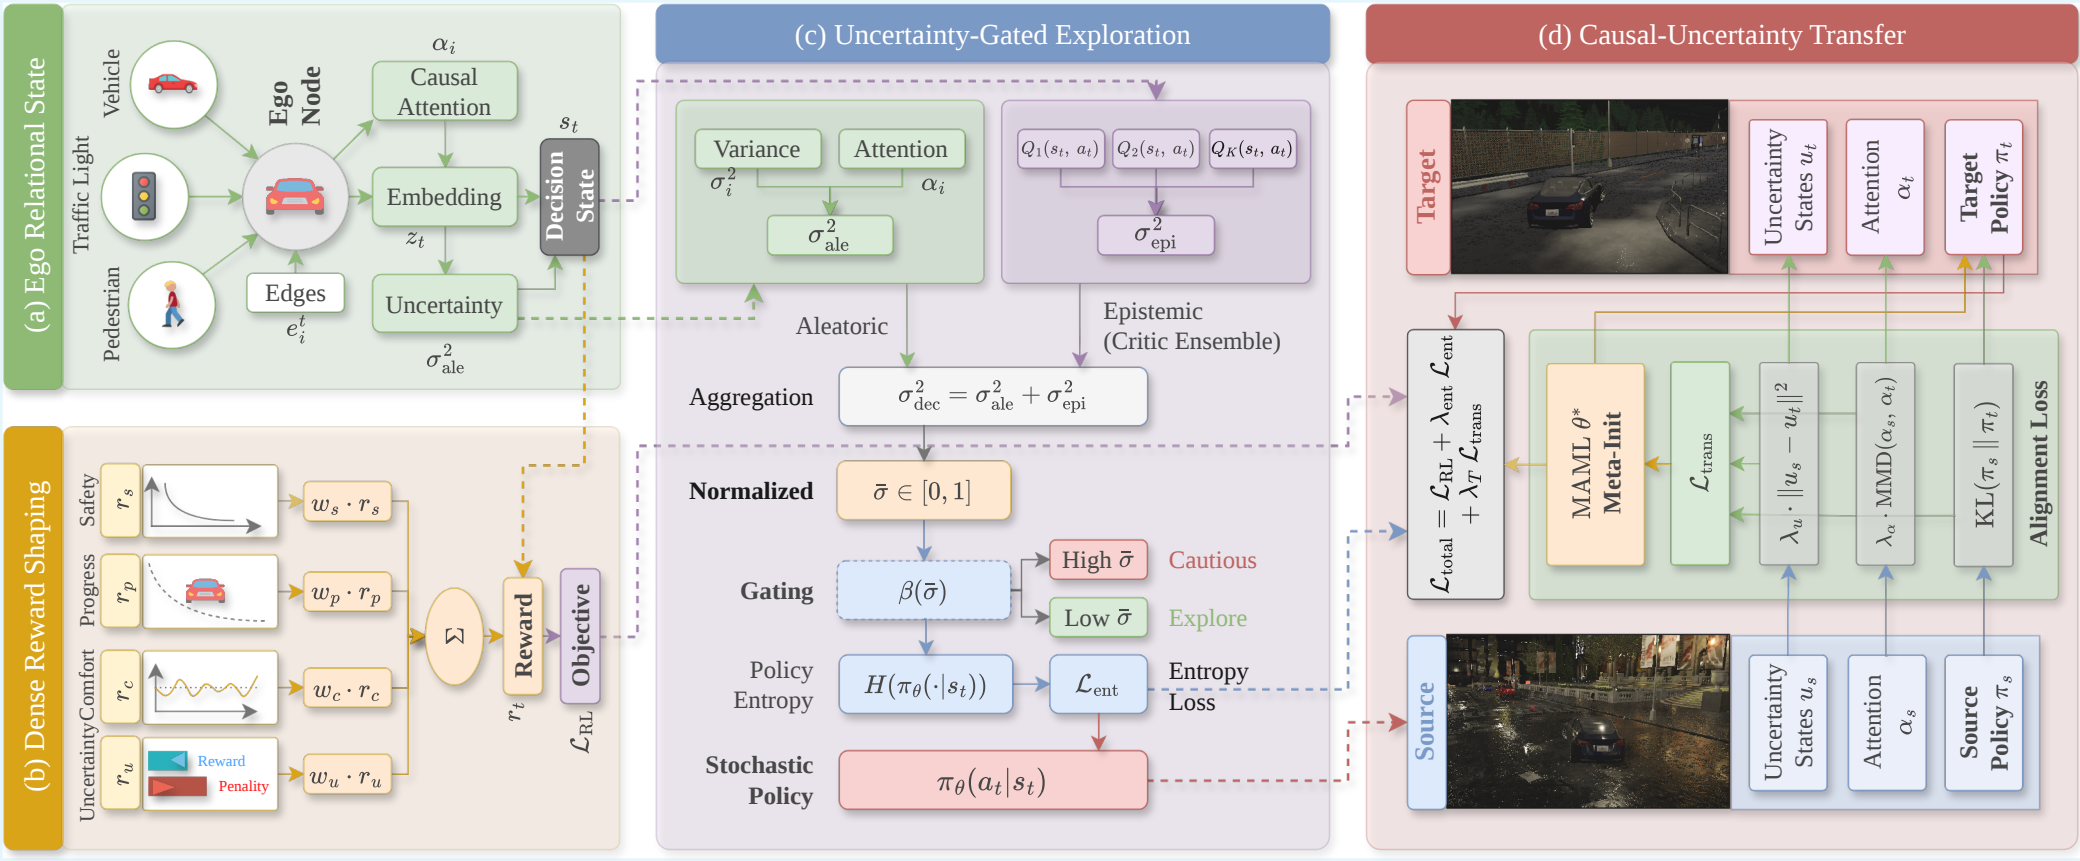 (a) Ego Relational State
Vehicle
Traffic Light
Pedestrian
Ego
Node
Edges
e_i^t
α_i
Causal
Attention
Embedding
z_t
Uncertainty
σ²_ale
s_t
Decision
State
(b) Dense Reward Shaping
Safety
r_s
w_s · r_s
Progress
r_p
w_p · r_p
Comfort
r_c
w_c · r_c
Uncertainty
r_u
Reward
Penality
w_u · r_u
Σ
Reward
r_t
Objective
ℒ_RL
(c) Uncertainty-Gated Exploration
Variance
σ_i²
Attention
α_i
σ²_ale
Q₁(s_t, a_t)
Q₂(s_t, a_t)
Q_K(s_t, a_t)
σ²_epi
Aleatoric
Epistemic
(Critic Ensemble)
Aggregation
σ²_dec = σ²_ale + σ²_epi
Normalized
σ̄ ∈ [0, 1]
Gating
β(σ̄)
High σ̄
Cautious
Low σ̄
Explore
Policy
Entropy
H(π_θ(·|s_t))
ℒ_ent
Entropy
Loss
Stochastic
Policy
π_θ(a_t|s_t)
(d) Causal-Uncertainty Transfer
Target
Uncertainty
States u_t
Attention
α_t
Target
Policy π_t
ℒ_total = ℒ_RL + λ_ent ℒ_ent
+ λ_T ℒ_trans
MAML θ*
Meta-Init
ℒ_trans
λ_u · ‖u_s − u_t‖²
λ_α · MMD(α_s, α_t)
KL(π_s ‖ π_t)
Alignment Loss
Source
Uncertainty
States u_s
Attention
α_s
Source
Policy π_s